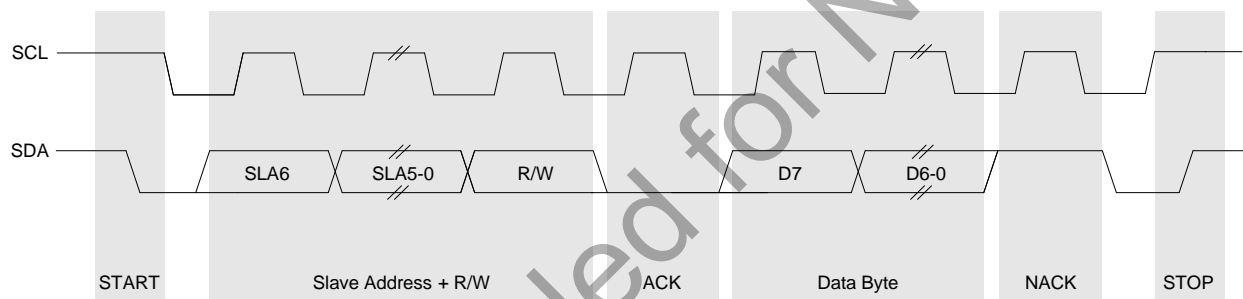 SCL
SDA
SLA6 SLA5-0 R/W D7 D6-0
START Slave Address + R/W ACK Data Byte NACK STOP